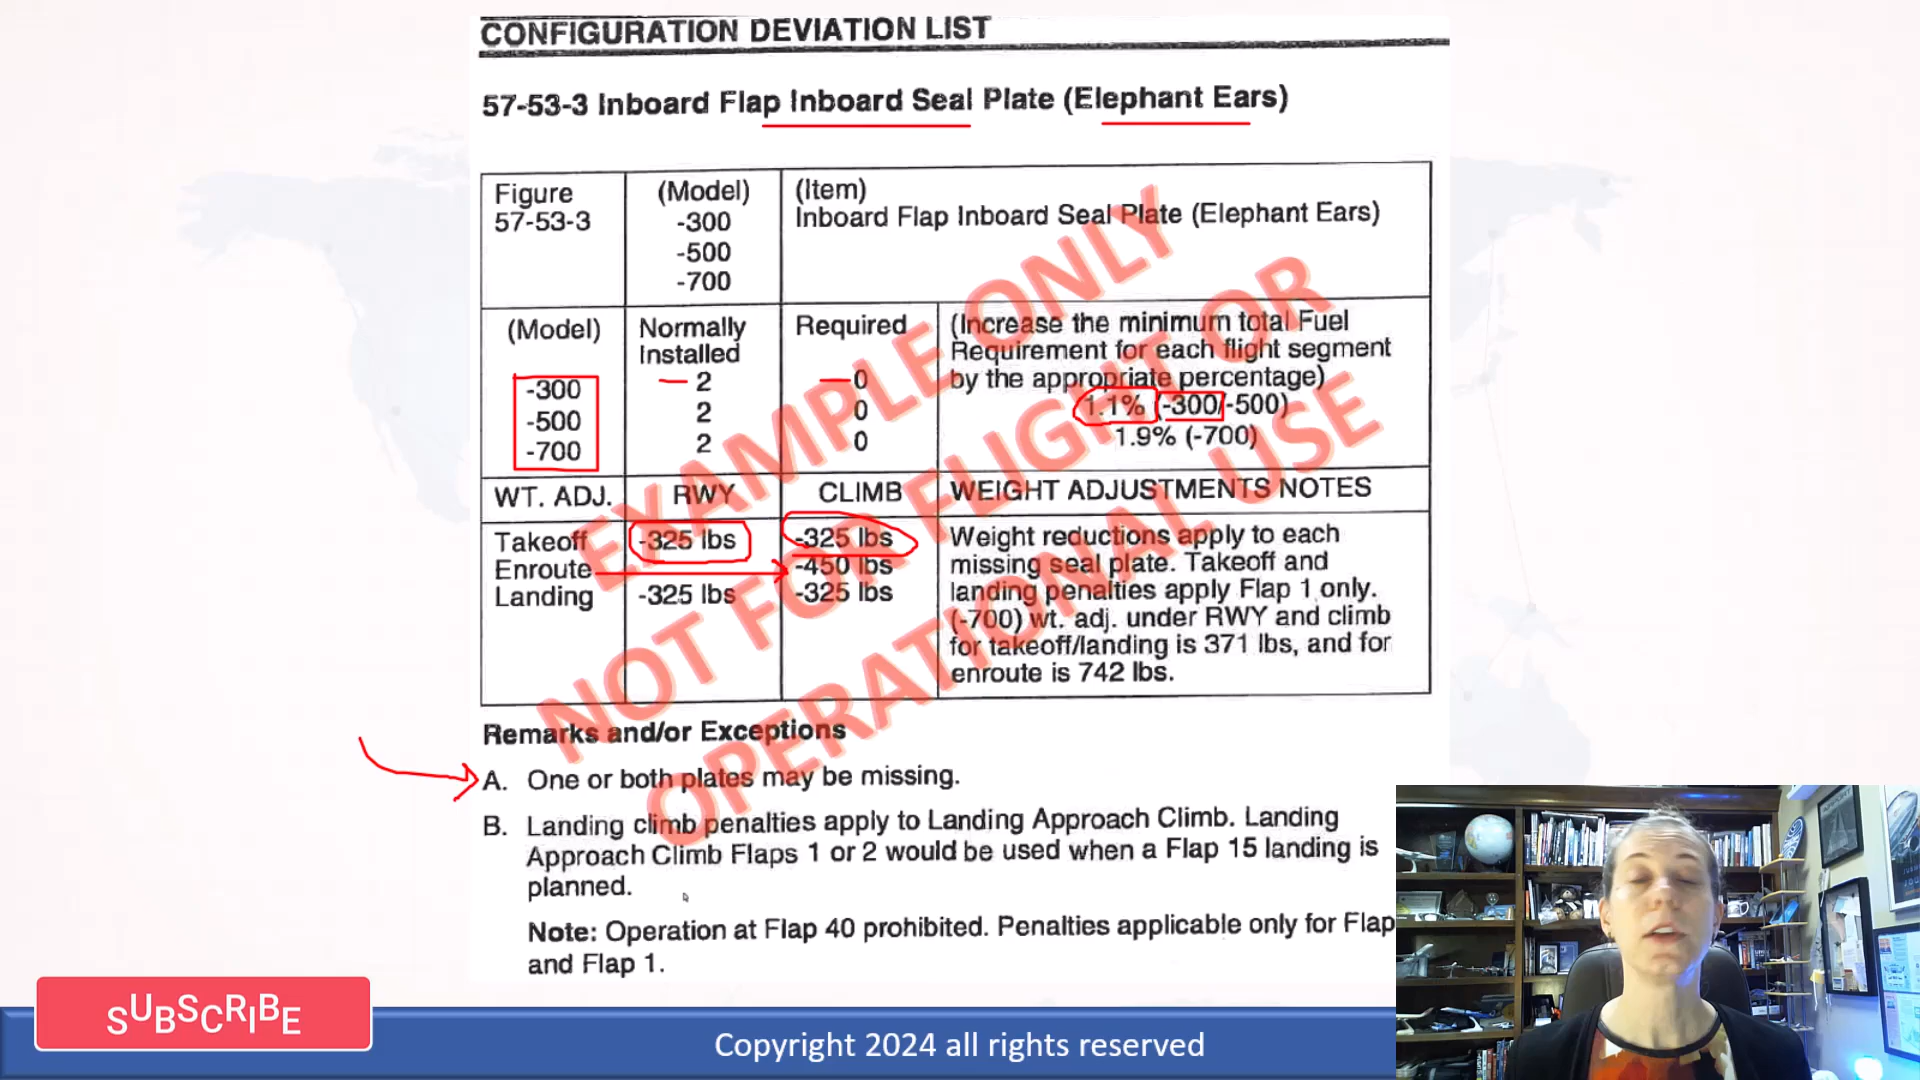 CONFIGURATION DEVIATION LIST
57-53-3 Inboard Flap Inboard Seal Plate (Elephant Ears)
Figure
57-53-3
(Model)
-300
-500
-700
(Item)
Inboard Flap Inboard Seal Plate (Elephant Ears)
(Model)
-300
-500
-700
Normally
Installed
2
2
2
Required
0
0
0
(Increase the minimum total Fuel
Requirement for each flight segment
by the appropriate percentage)
1.1% (-300/-500)
1.9% (-700)
WT. ADJ. RWY CLIMB WEIGHT ADJUSTMENTS NOTES
Takeoff -325 lbs -325 lbs
Enroute -450 lbs
Landing -325 lbs -325 lbs
Weight reductions apply to each
missing seal plate. Takeoff and
landing penalties apply Flap 1 only.
(-700) wt. adj. under RWY and climb
for takeoff/landing is 371 lbs, and for
enroute is 742 lbs.
EXAMPLE ONLY
NOT FOR FLIGHT OR
OPERATIONAL USE
Remarks and/or Exceptions
A. One or both plates may be missing.
B. Landing climb penalties apply to Landing Approach Climb. Landing
Approach Climb Flaps 1 or 2 would be used when a Flap 15 landing is
planned.
Note: Operation at Flap 40 prohibited. Penalties applicable only for Flap
and Flap 1.
SUBSCRIBE
Copyright 2024 all rights reserved